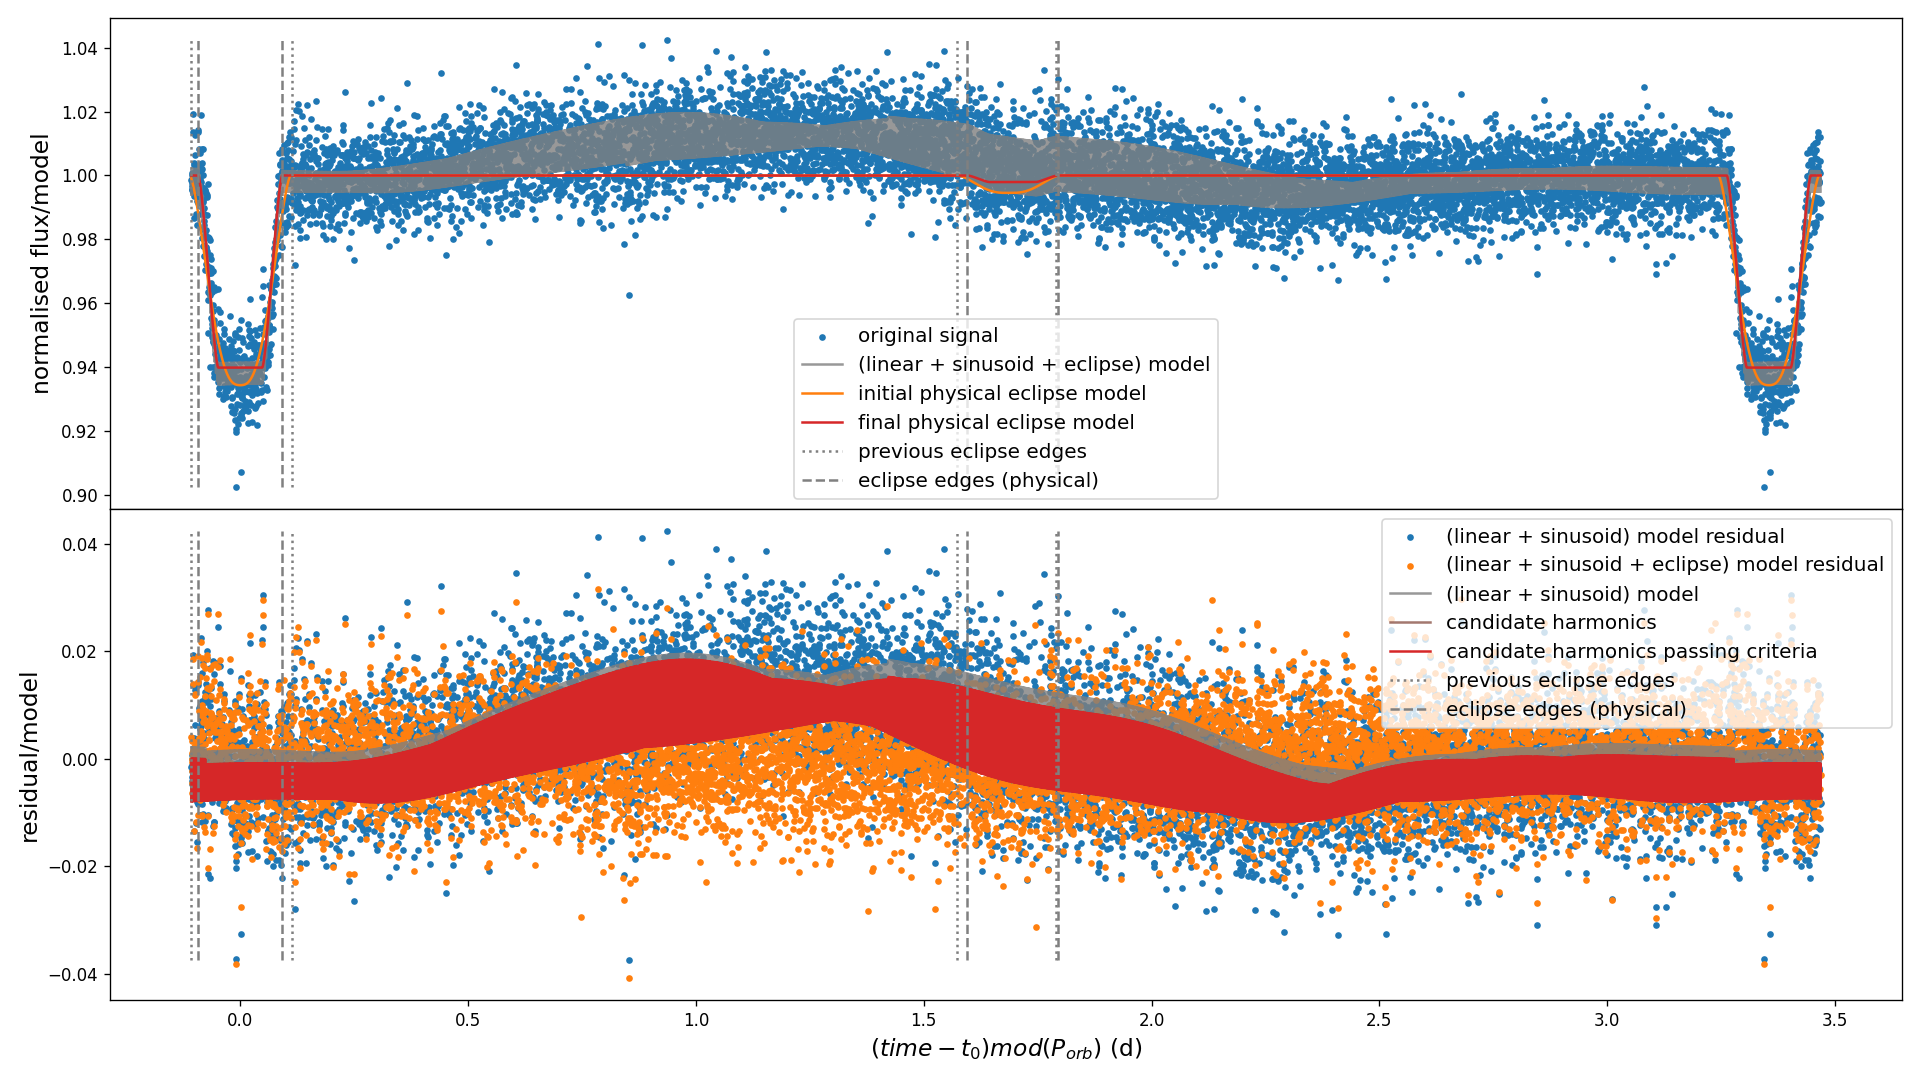 normalised flux/model
1.04
1.02
1.00
0.98
0.96
0.94
0.92
0.90
original signal
(linear + sinusoid + eclipse) model
initial physical eclipse model
final physical eclipse model
previous eclipse edges
eclipse edges (physical)
residual/model
0.04
0.02
0.00
−0.02
−0.04
(linear + sinusoid) model residual
(linear + sinusoid + eclipse) model residual
(linear + sinusoid) model
candidate harmonics
candidate harmonics passing criteria
previous eclipse edges
eclipse edges (physical)
0.0 0.5 1.0 1.5 2.0 2.5 3.0 3.5
(time − t₀)mod(P_orb) (d)